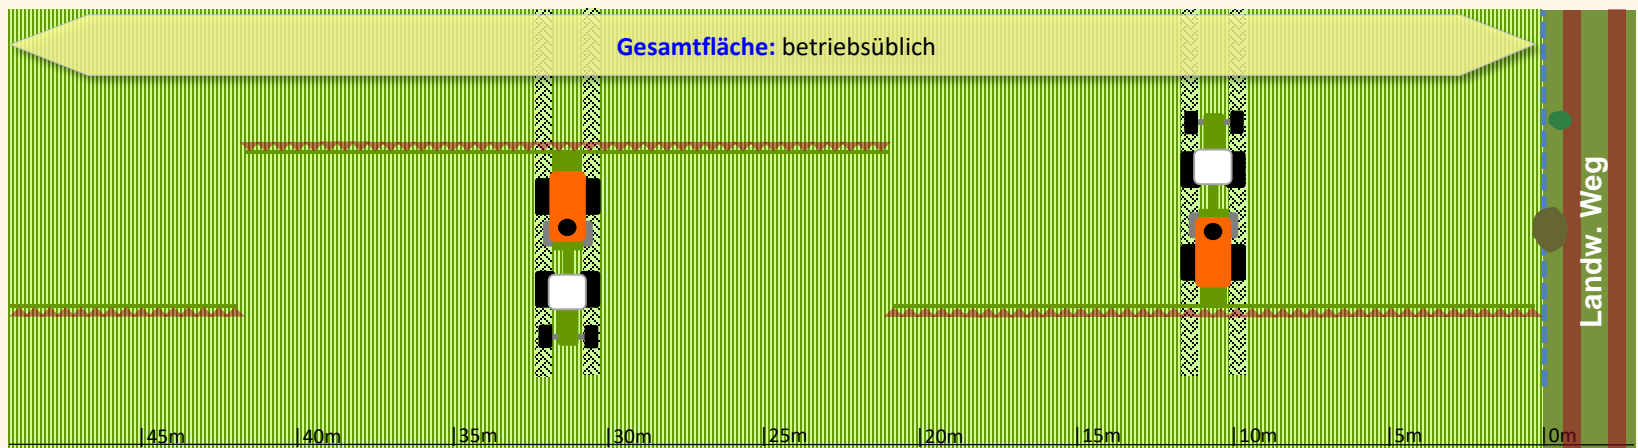 Gesamtfläche: betriebsüblich
Landw. Weg
45m
40m
35m
30m
25m
20m
15m
10m
5m
0m